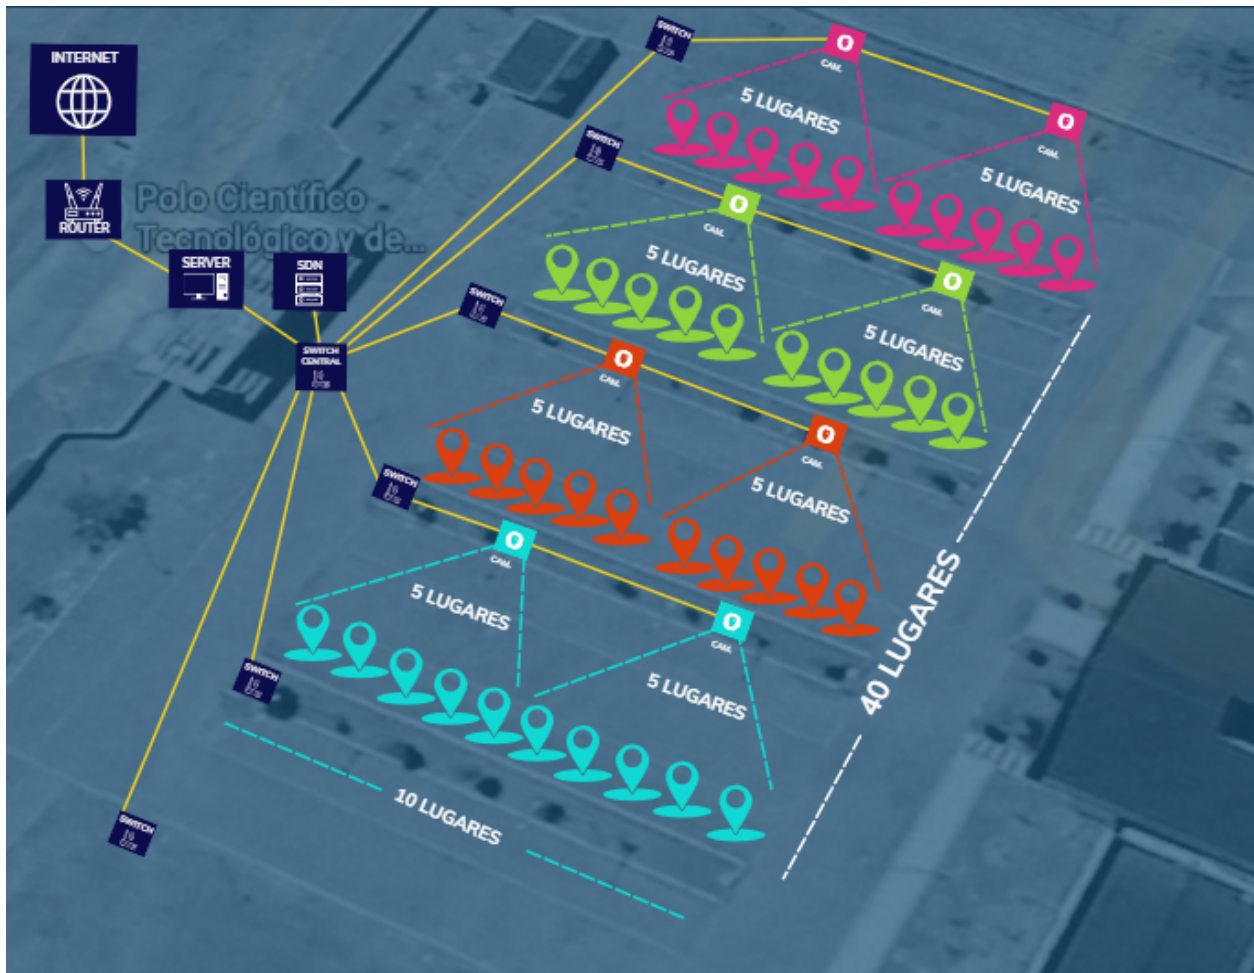 INTERNET
ROUTER
Polo Científico
Tecnológico y de...
SERVER
SDN
SWITCH
CENTRAL
SWITCH
CAM.
5 LUGARES
CAM.
5 LUGARES
SWITCH
CAM.
5 LUGARES
CAM.
5 LUGARES
SWITCH
CAM.
5 LUGARES
CAM.
5 LUGARES
SWITCH
CAM.
5 LUGARES
CAM.
5 LUGARES
SWITCH
SWITCH
10 LUGARES
40 LUGARES